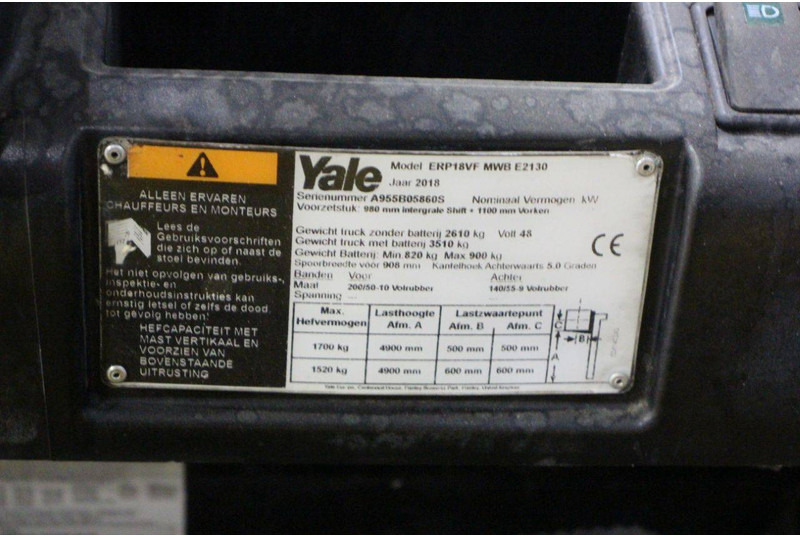 ALLEEN ERVAREN
CHAUFFEURS EN MONTEURS
Lees de
Gebruiksvoorschriften
die zich op of naast de
stoel bevinden.
Het niet opvolgen van gebruiks-,
inspektie- en
onderhoudsinstrukties kan
ernstig letsel of zelfs de dood
tot gevolg hebben!
HEFCAPACITEIT MET
MAST VERTIKAAL EN
VOORZIEN VAN
BOVENSTAANDE
UITRUSTING
Yale Model ERP18VF MWB E2130
Jaar 2018
Serienummer A955B05860S Nominaal Vermogen kW
Voorzetstuk: 980 mm intergrale Shift + 1100 mm Vorken
Gewicht truck zonder batterij 2610 kg Volt 48
Gewicht truck met batterij 3510 kg
Gewicht Batterij: Min 820 kg Max 900 kg
Spoorbreedte vóór 908 mm Kantelhoek Achterwaarts 5.0 Graden
Banden Voor Achter
Maat 200/50-10 Volrubber 140/55-9 Volrubber
Spanning ---
CE
Max. Hefvermogen Lasthoogte Afm. A Lastzwaartepunt Afm. B Afm. C
1700 kg 4900 mm 500 mm 500 mm
1520 kg 4900 mm 600 mm 600 mm
C
B
A